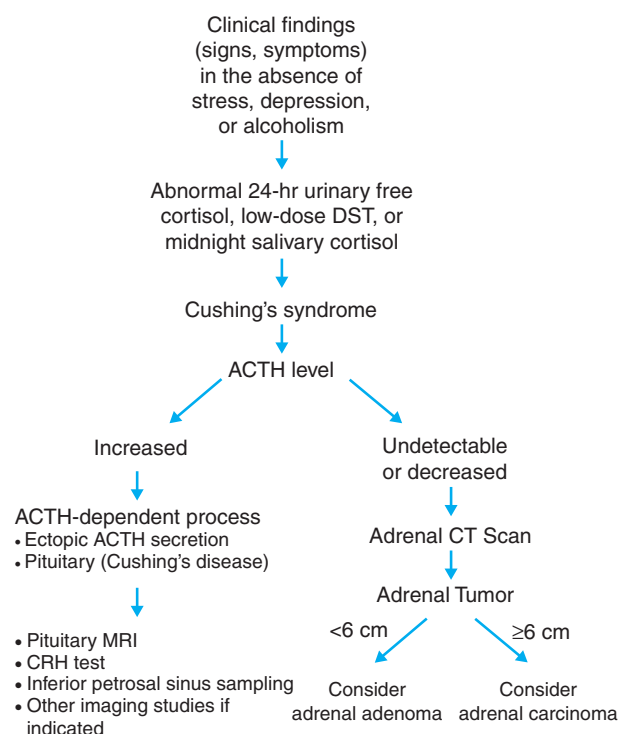 Clinical findings
(signs, symptoms)
in the absence of
stress, depression,
or alcoholism
Abnormal 24-hr urinary free
cortisol, low-dose DST, or
midnight salivary cortisol
Cushing's syndrome
ACTH level
Increased
ACTH-dependent process
• Ectopic ACTH secretion
• Pituitary (Cushing's disease)
• Pituitary MRI
• CRH test
• Inferior petrosal sinus sampling
• Other imaging studies if
indicated
Undetectable
or decreased
Adrenal CT Scan
Adrenal Tumor
<6 cm
≥6 cm
Consider
adrenal adenoma
Consider
adrenal carcinoma